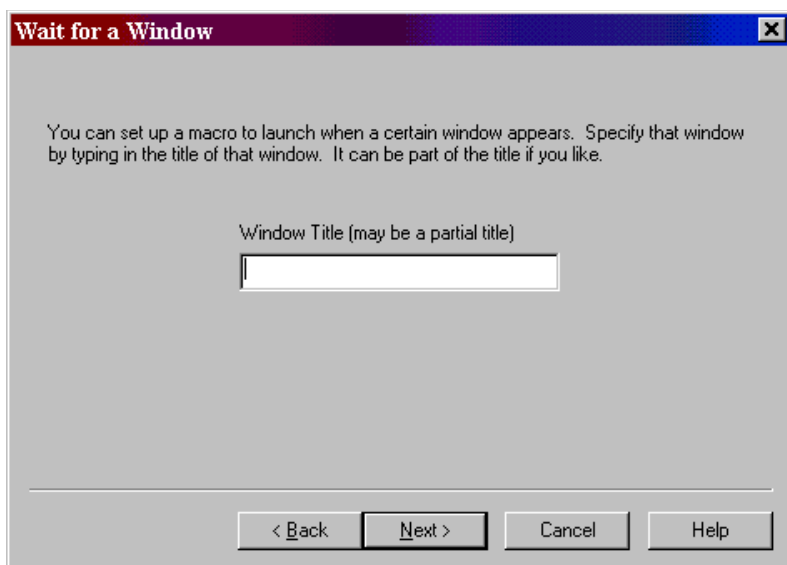 Wait for a Window
You can set up a macro to launch when a certain window appears.  Specify that window
by typing in the title of that window.  It can be part of the title if you like.
Window Title (may be a partial title)
< Back
Next >
Cancel
Help